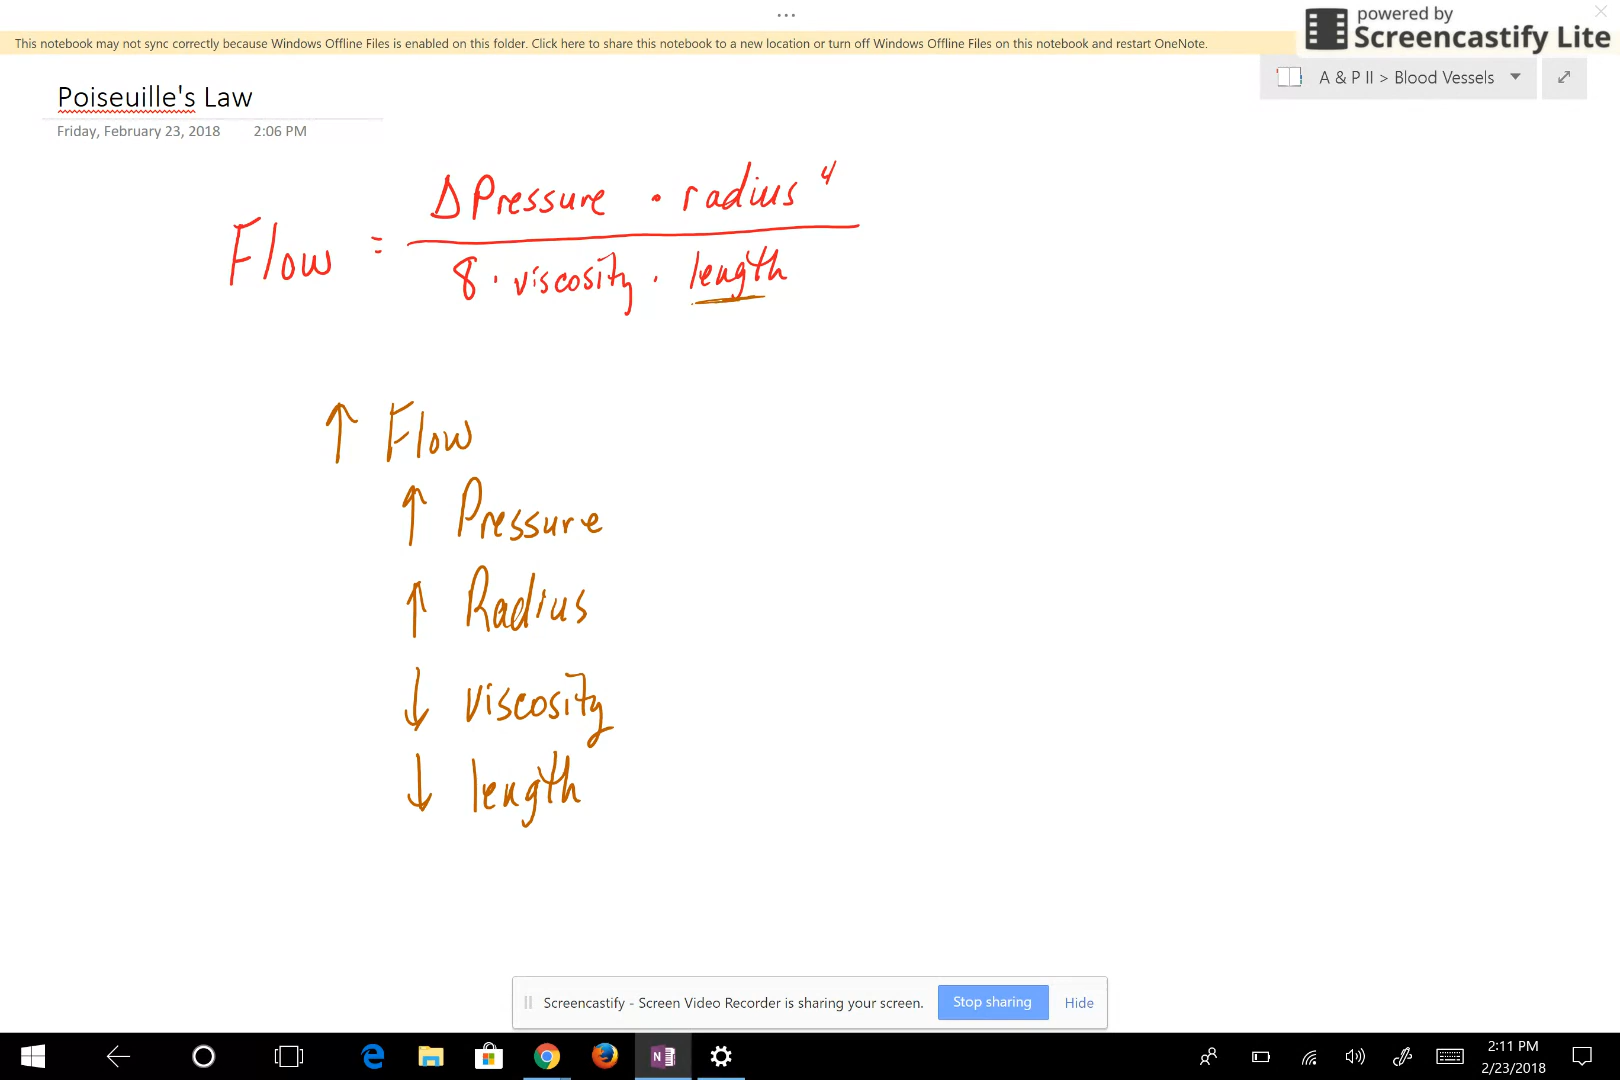 ...
powered by
Screencastify Lite
This notebook may not sync correctly because Windows Offline Files is enabled on this folder. Click here to share this notebook to a new location or turn off Windows Offline Files on this notebook and restart OneNote.
A & P II > Blood Vessels
Poiseuille's Law
Friday, February 23, 2018 2:06 PM
Flow = Δ Pressure · radius⁴
8 · viscosity · length
↑ Flow
↑ Pressure
↑ Radius
↓ viscosity
↓ length
Screencastify - Screen Video Recorder is sharing your screen. Stop sharing Hide
2:11 PM
2/23/2018